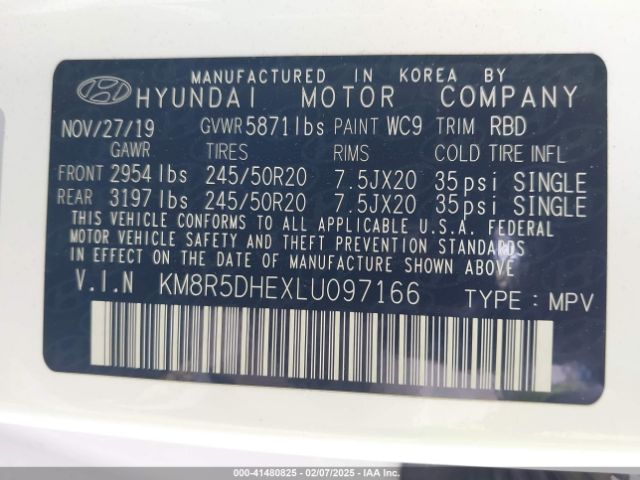 MANUFACTURED IN KOREA BY
HYUNDAI MOTOR COMPANY
NOV/27/19 GVWR 5871lbs PAINT WC9 TRIM RBD
GAWR TIRES RIMS COLD TIRE INFL
FRONT 2954lbs 245/50R20 7.5JX20 35psi SINGLE
REAR 3197lbs 245/50R20 7.5JX20 35psi SINGLE
THIS VEHICLE CONFORMS TO ALL APPLICABLE U.S.A. FEDERAL
MOTOR VEHICLE SAFETY AND THEFT PREVENTION STANDARDS
IN EFFECT ON THE DATE OF MANUFACTURE SHOWN ABOVE.
V.I.N KM8R5DHEXLU097166 TYPE : MPV
000-41480825 - 02/07/2025 - IAA Inc.